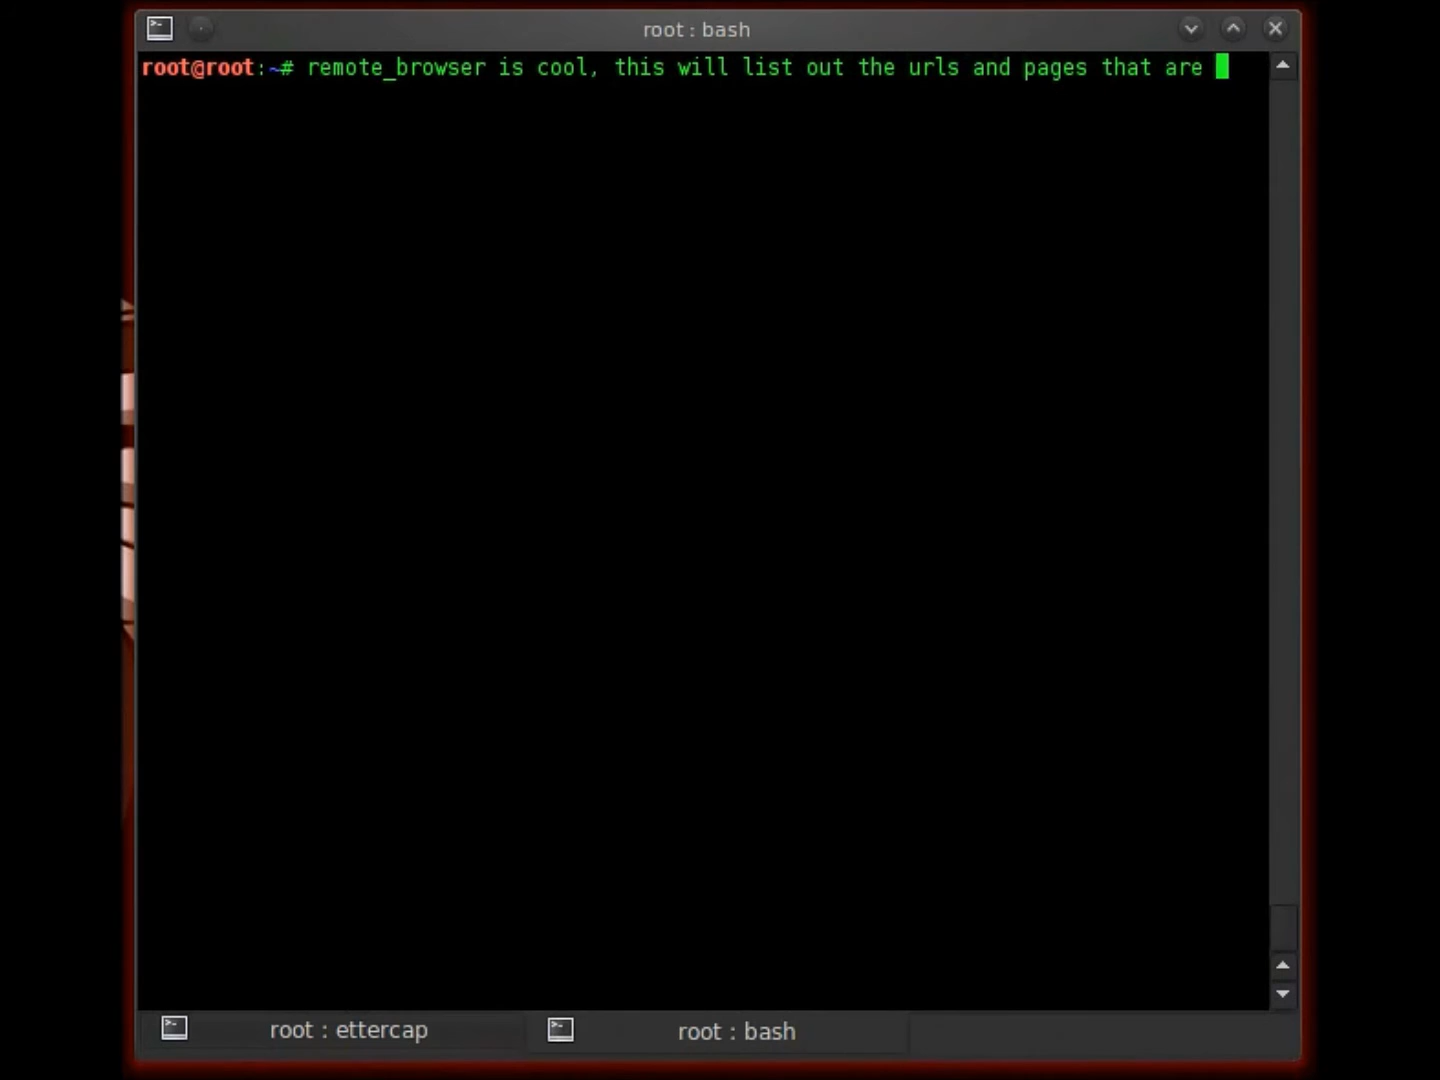 root : bash
root@root:~# remote_browser is cool, this will list out the urls and pages that are
root : ettercap
root : bash